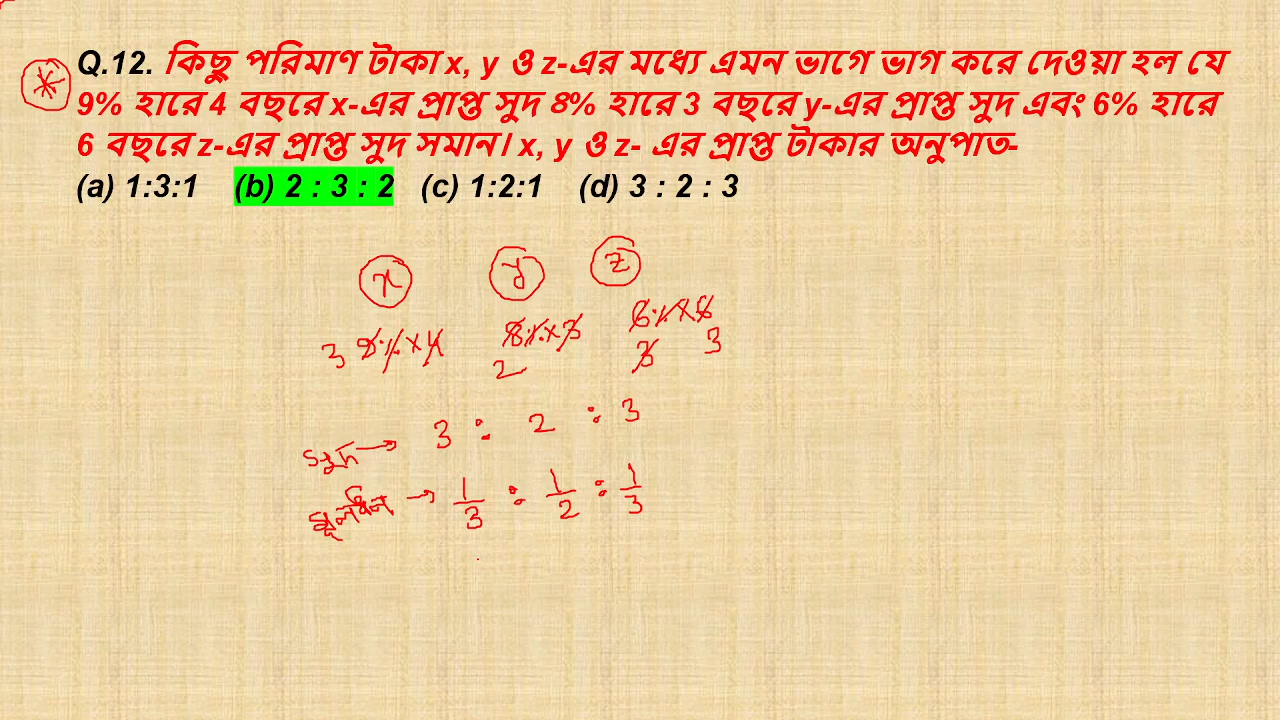 Q.12. কিছু পরিমাণ টাকা x, y ও z-এর মধ্যে এমন ভাগে ভাগ করে দেওয়া হল যে
9% হারে 4 বছরে x-এর প্রাপ্ত সুদ ৪% হারে 3 বছরে y-এর প্রাপ্ত সুদ এবং 6% হারে
6 বছরে z-এর প্রাপ্ত সুদ সমান। x, y ও z- এর প্রাপ্ত টাকার অনুপাত-
(a) 1:3:1 (b) 2 : 3 : 2 (c) 1:2:1 (d) 3 : 2 : 3
x y z
3 9% × 4 8% × 3 6% × 6
2 3 3
সুদ → 3 : 2 : 3
মূলধন → 1/3 : 1/2 : 1/3